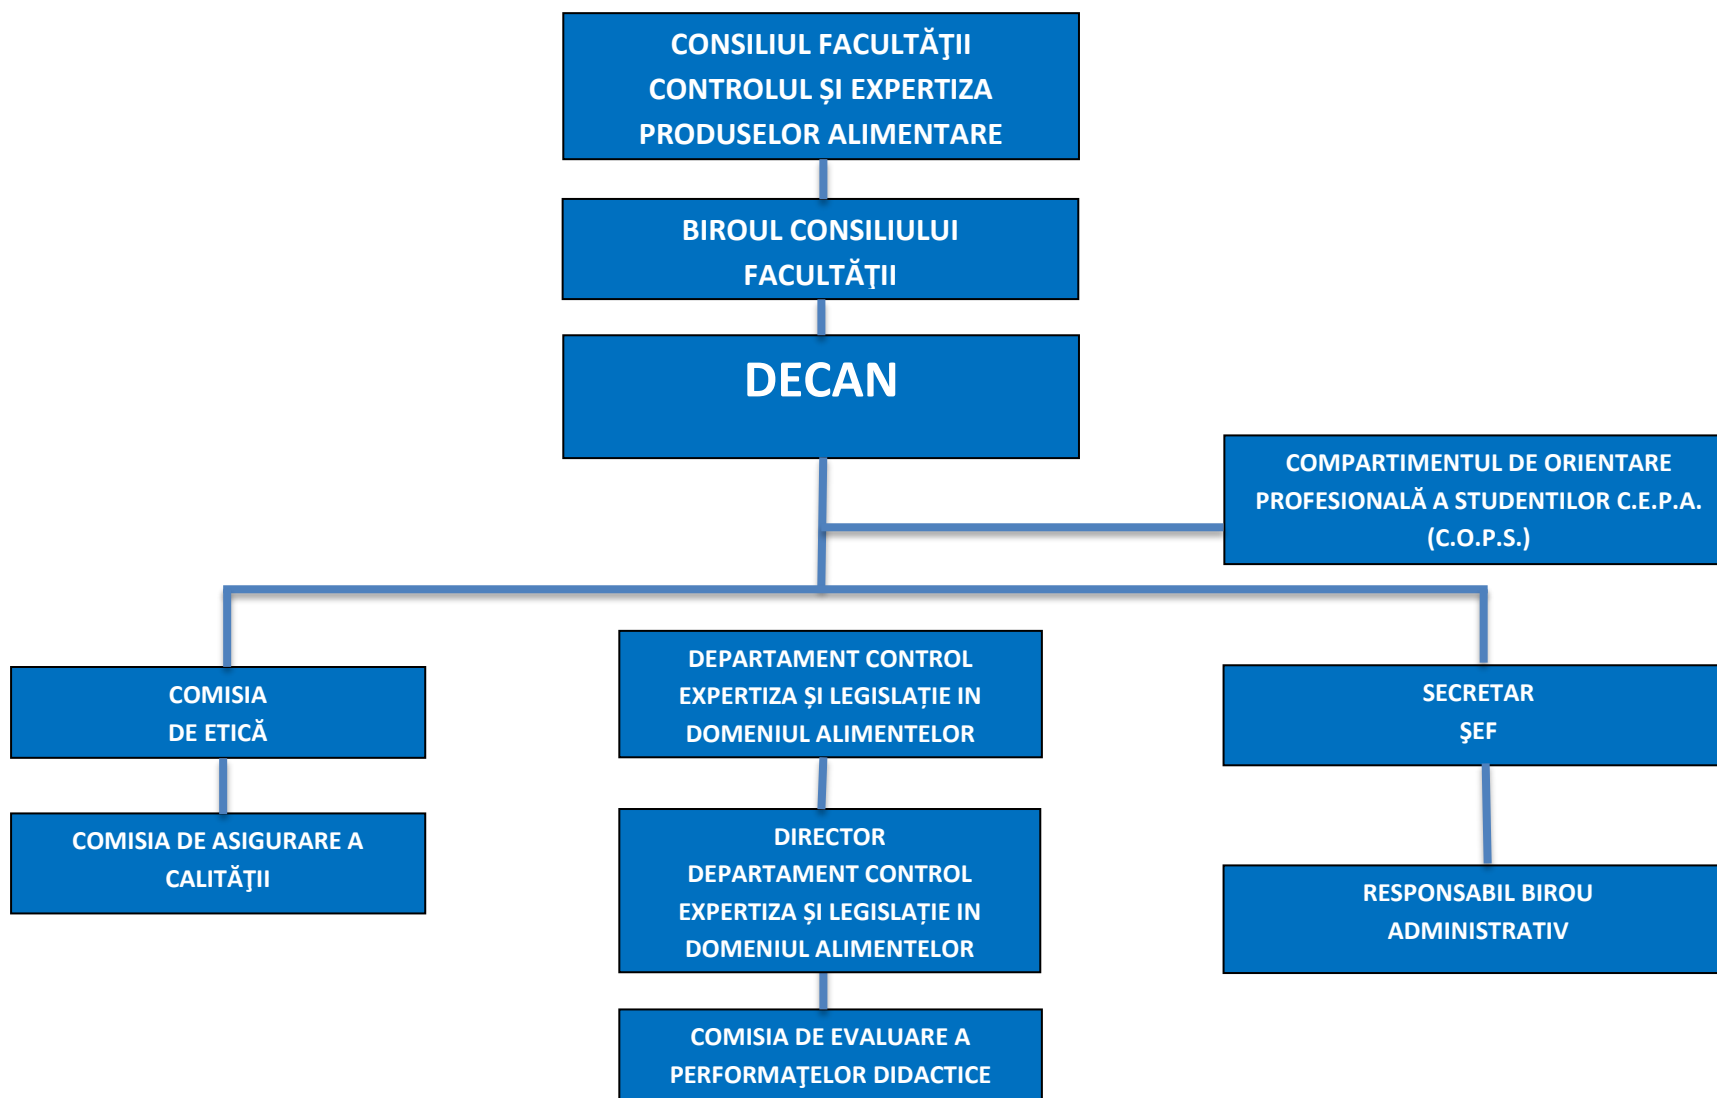 CONSILIUL FACULTĂŢII
CONTROLUL ȘI EXPERTIZA
PRODUSELOR ALIMENTARE
BIROUL CONSILIULUI
FACULTĂŢII
DECAN
COMPARTIMENTUL DE ORIENTARE
PROFESIONALĂ A STUDENTILOR C.E.P.A.
(C.O.P.S.)
COMISIA
DE ETICĂ
COMISIA DE ASIGURARE A
CALITĂŢII
DEPARTAMENT CONTROL
EXPERTIZA ȘI LEGISLAȚIE IN
DOMENIUL ALIMENTELOR
DIRECTOR
DEPARTAMENT CONTROL
EXPERTIZA ȘI LEGISLAȚIE IN
DOMENIUL ALIMENTELOR
COMISIA DE EVALUARE A
PERFORMAŢELOR DIDACTICE
SECRETAR
ŞEF
RESPONSABIL BIROU
ADMINISTRATIV